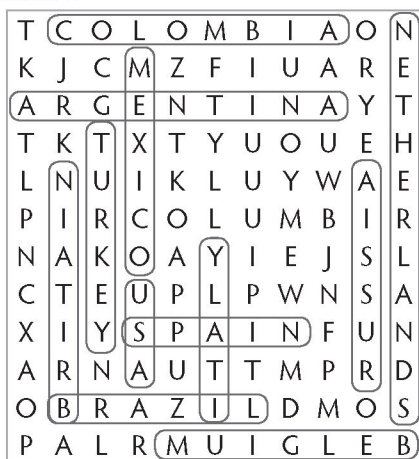 T C O L O M B I A O N
K J C M Z F I U A R E
A R G E N T I N A Y T
T K T X T Y U O U E H
L N U I K L U Y W A E
P I R C O L U M B I R
N A K O A Y I E J S L
C T E U P L P W N S A
X I Y S P A I N F U N
A R N A U T T M P R D
O B R A Z I L D M O S
P A L R M U I G L E B